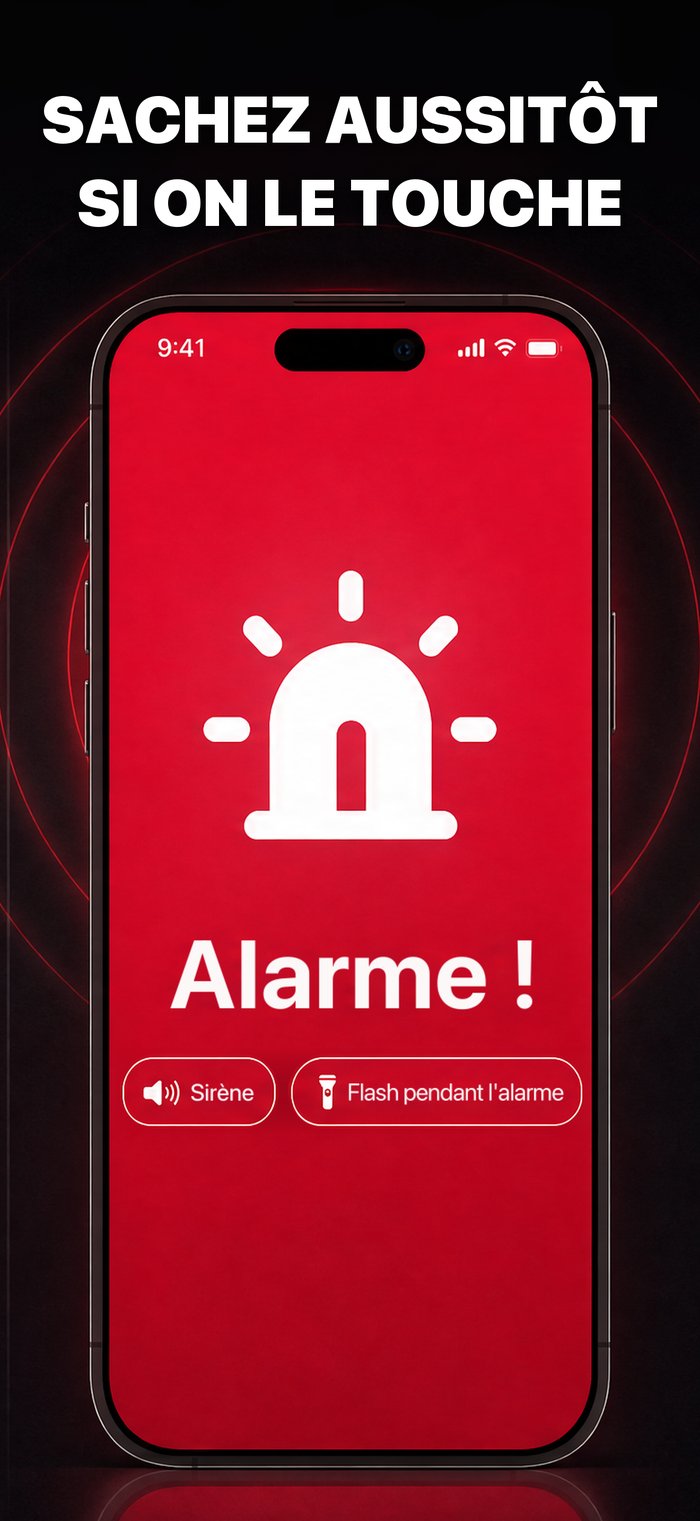 SACHEZ AUSSITÔT
SI ON LE TOUCHE
9:41
Alarme !
Sirène
Flash pendant l'alarme